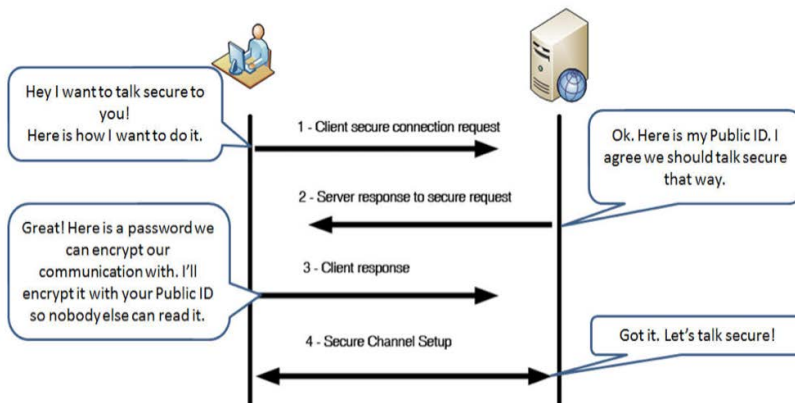 Hey I want to talk secure to
you!
Here is how I want to do it.
1 - Client secure connection request
Ok. Here is my Public ID. I
agree we should talk secure
that way.
2 - Server response to secure request
Great! Here is a password we
can encrypt our
communication with. I'll
encrypt it with your Public ID
so nobody else can read it.
3 - Client response
4 - Secure Channel Setup
Got it. Let's talk secure!